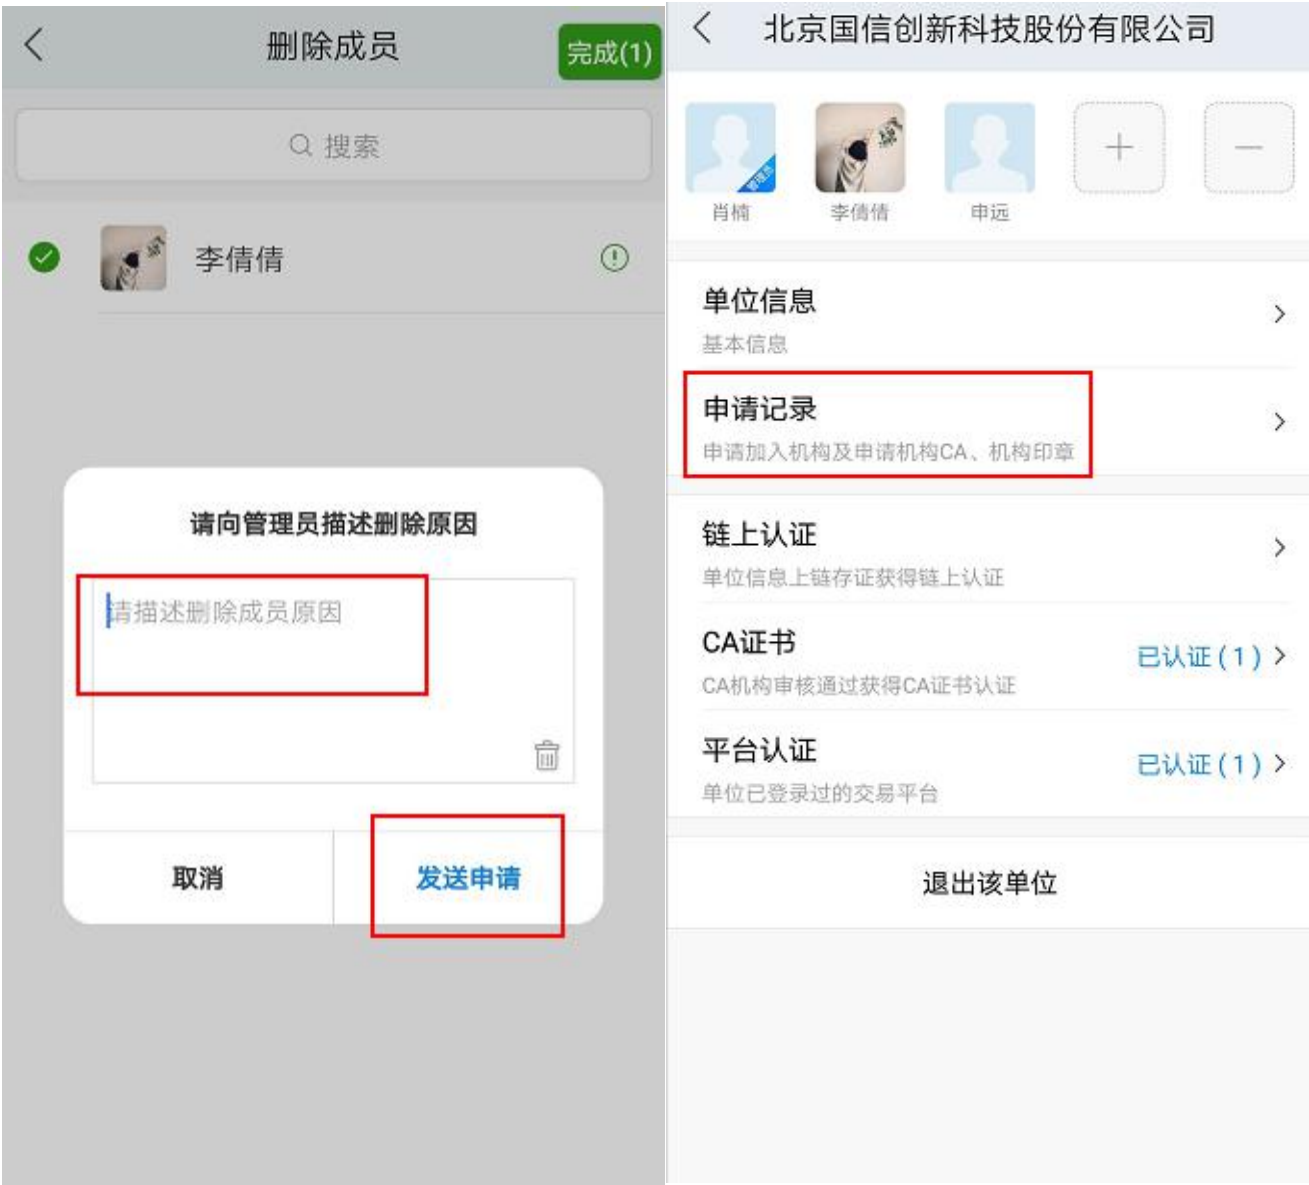 删除成员
完成(1)
搜索
李倩倩
请向管理员描述删除原因
请描述删除成员原因
取消
发送申请
北京国信创新科技股份有限公司
管理员
肖楠
李倩倩
申远
单位信息
基本信息
申请记录
申请加入机构及申请机构CA、机构印章
链上认证
单位信息上链存证获得链上认证
CA证书
已认证(1)
CA机构审核通过获得CA证书认证
平台认证
已认证(1)
单位已登录过的交易平台
退出该单位